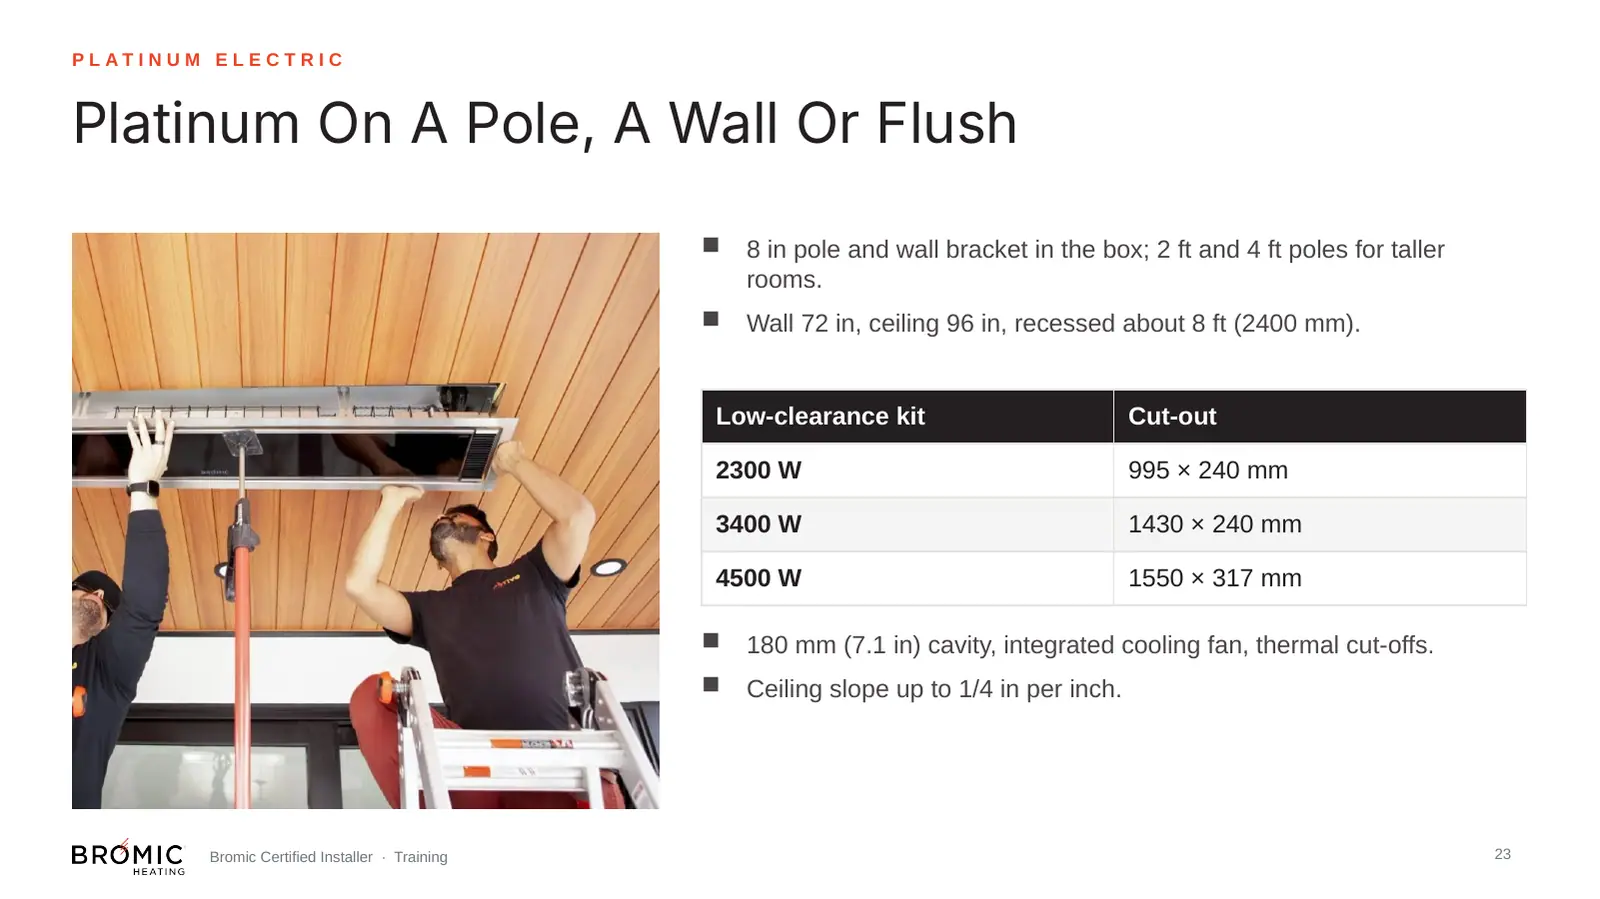 PLATINUM ELECTRIC
Platinum On A Pole, A Wall Or Flush
8 in pole and wall bracket in the box; 2 ft and 4 ft poles for taller
rooms.
Wall 72 in, ceiling 96 in, recessed about 8 ft (2400 mm).
Low-clearance kit Cut-out
2300 W 995 × 240 mm
3400 W 1430 × 240 mm
4500 W 1550 × 317 mm
180 mm (7.1 in) cavity, integrated cooling fan, thermal cut-offs.
Ceiling slope up to 1/4 in per inch.
BROMIC
HEATING
Bromic Certified Installer · Training
23